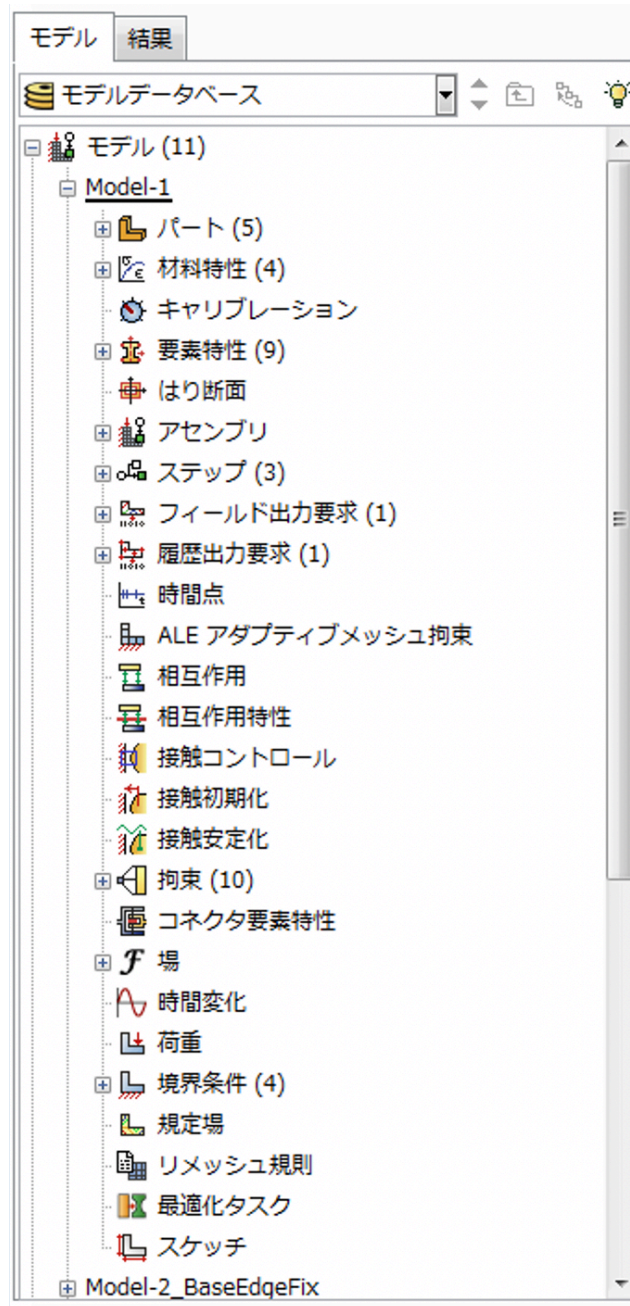 モデル 結果
モデルデータベース
モデル (11)
Model-1
パート (5)
材料特性 (4)
キャリブレーション
要素特性 (9)
はり断面
アセンブリ
ステップ (3)
フィールド出力要求 (1)
履歴出力要求 (1)
時間点
ALE アダプティブメッシュ拘束
相互作用
相互作用特性
接触コントロール
接触初期化
接触安定化
拘束 (10)
コネクタ要素特性
場
時間変化
荷重
境界条件 (4)
規定場
リメッシュ規則
最適化タスク
スケッチ
Model-2_BaseEdgeFix